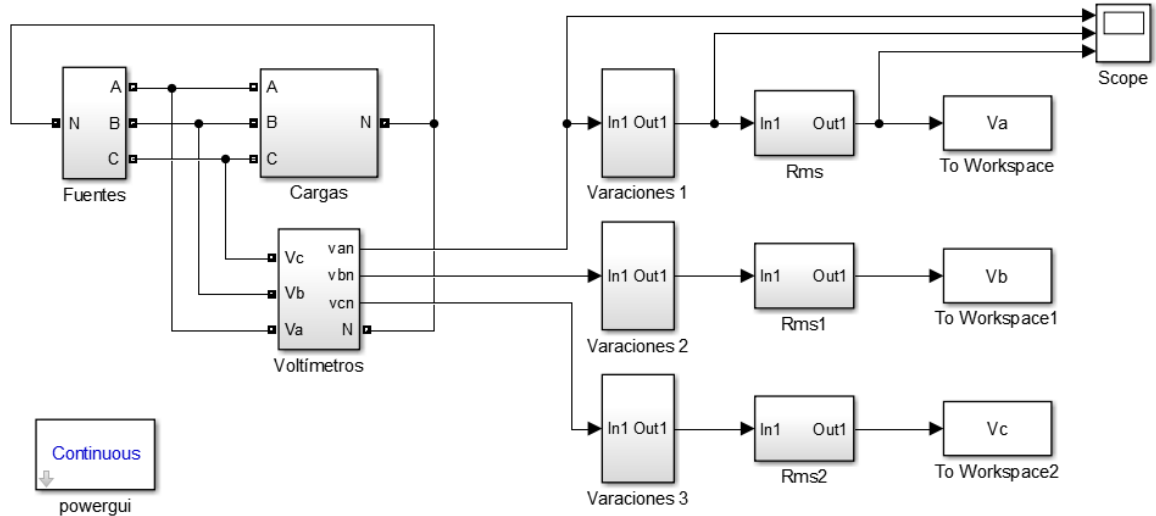 Scope
A
B
C
N
Fuentes
A
B
C
N
Cargas
In1 Out1
Varaciones 1
In1 Out1
Rms
Va
To Workspace
Vc
Vb
Va
van
vbn
vcn
N
Voltímetros
In1 Out1
Varaciones 2
In1 Out1
Rms1
Vb
To Workspace1
In1 Out1
Varaciones 3
In1 Out1
Rms2
Vc
To Workspace2
Continuous
powergui